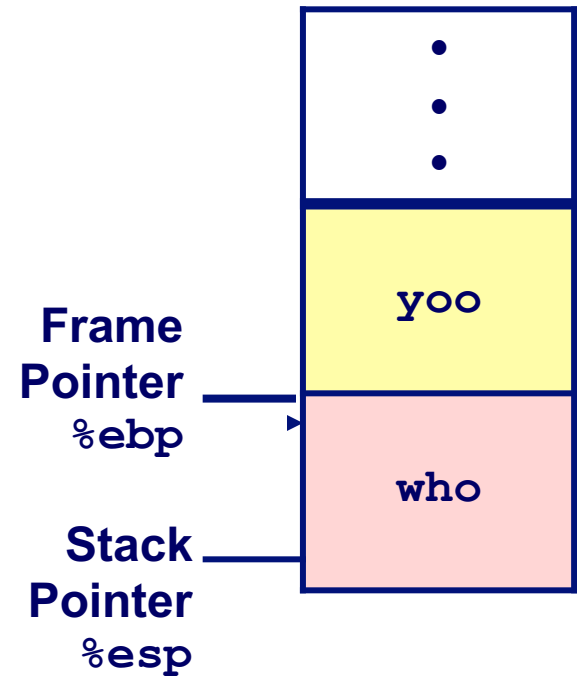 •
•
•
yoo
Frame
Pointer
%ebp
who
Stack
Pointer
%esp